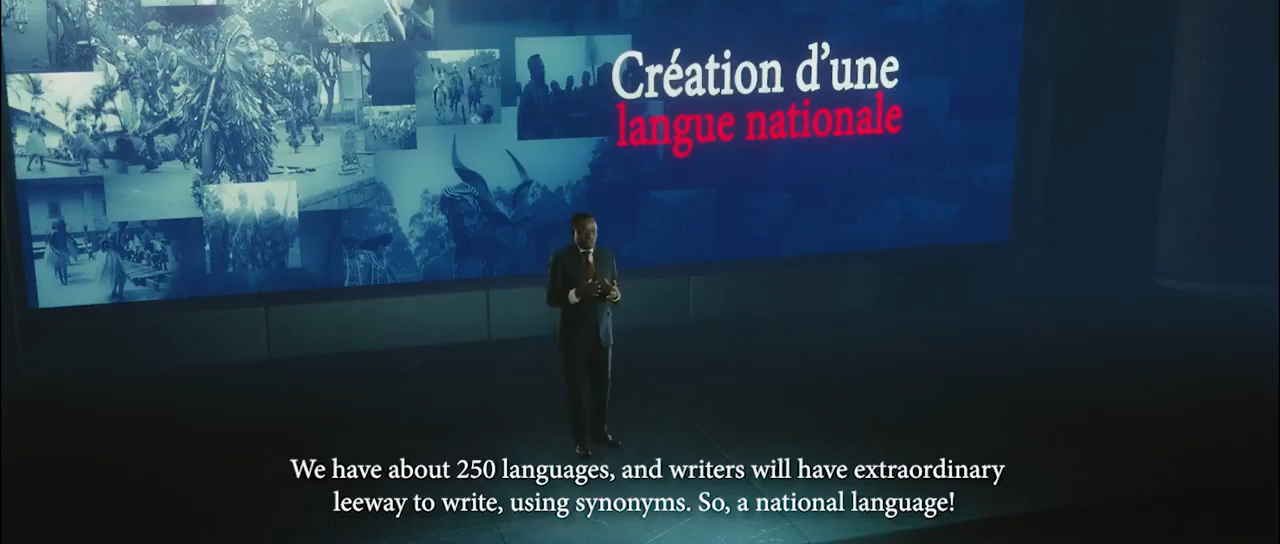 Création d'une
langue nationale
We have about 250 languages, and writers will have extraordinary
leeway to write, using synonyms. So, a national language!